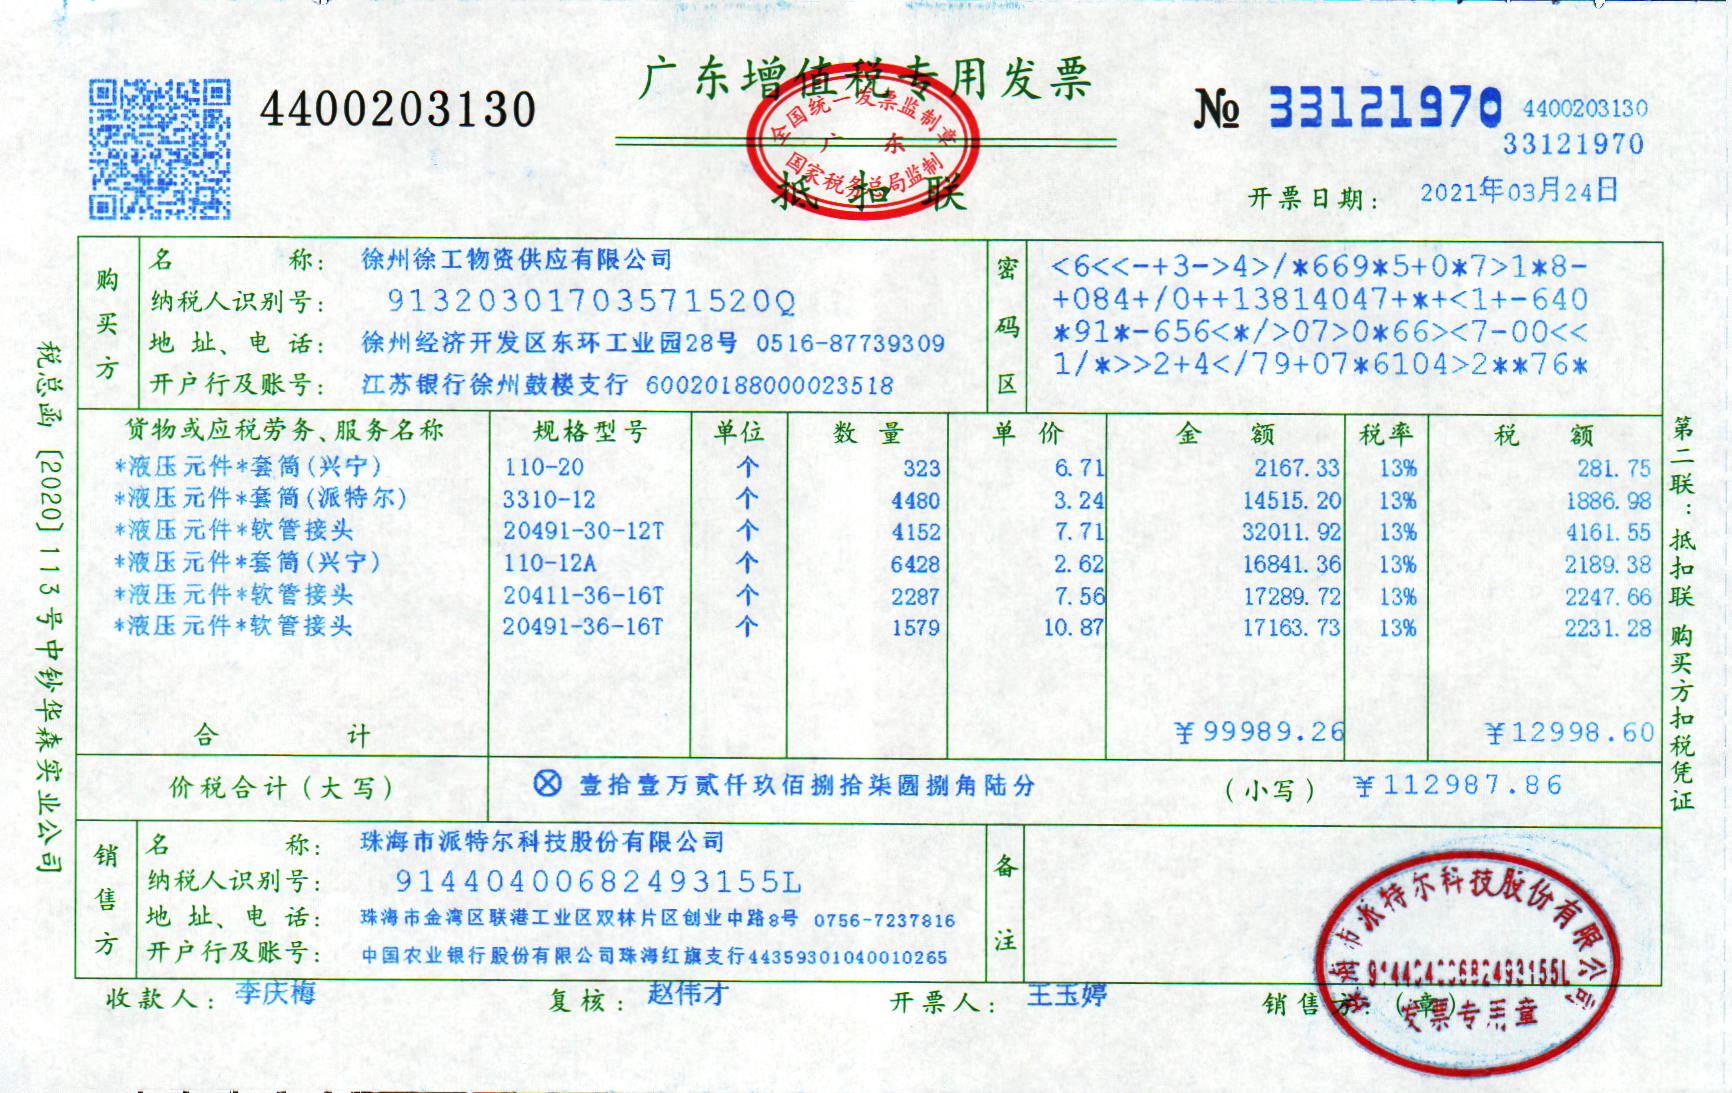 4400203130
广东增值税专用发票
全国统一发票监制章
广东
国家税务总局监制
抵扣联
№ 33121970
4400203130
33121970
开票日期： 2021年03月24日
购买方
名称： 徐州徐工物资供应有限公司
纳税人识别号： 91320301703571520Q
地址、电话： 徐州经济开发区东环工业园28号 0516-87739309
开户行及账号： 江苏银行徐州鼓楼支行 60020188000023518
密码区
<6<<-+3->4>/*669*5+0*7>1*8-
+084+/0++13814047+*+<1+-640
*91*-656<*/>07>0*66><7-00<<
1/*>>2+4</79+07*6104>2**76*
货物或应税劳务、服务名称 规格型号 单位 数量 单价 金额 税率 税额
*液压元件*套筒(兴宁) 110-20 个 323 6.71 2167.33 13% 281.75
*液压元件*套筒(派特尔) 3310-12 个 4480 3.24 14515.20 13% 1886.98
*液压元件*软管接头 20491-30-12T 个 4152 7.71 32011.92 13% 4161.55
*液压元件*套筒(兴宁) 110-12A 个 6428 2.62 16841.36 13% 2189.38
*液压元件*软管接头 20411-36-16T 个 2287 7.56 17289.72 13% 2247.66
*液压元件*软管接头 20491-36-16T 个 1579 10.87 17163.73 13% 2231.28
合计 ￥99989.26 ￥12998.60
价税合计(大写) ⊗壹拾壹万贰仟玖佰捌拾柒圆捌角陆分 (小写) ￥112987.86
销售方
名称： 珠海市派特尔科技股份有限公司
纳税人识别号： 91440400682493155L
地址、电话： 珠海市金湾区联港工业区双林片区创业中路8号 0756-7237816
开户行及账号： 中国农业银行股份有限公司珠海红旗支行44359301040010265
备注
收款人： 李庆梅 复核： 赵伟才 开票人： 王玉婷 销售方：(章)
珠海市派特尔科技股份有限公司
91440400682493155L
发票专用章
税总函〔2020〕113号中钞华森实业公司
第二联：抵扣联 购买方扣税凭证